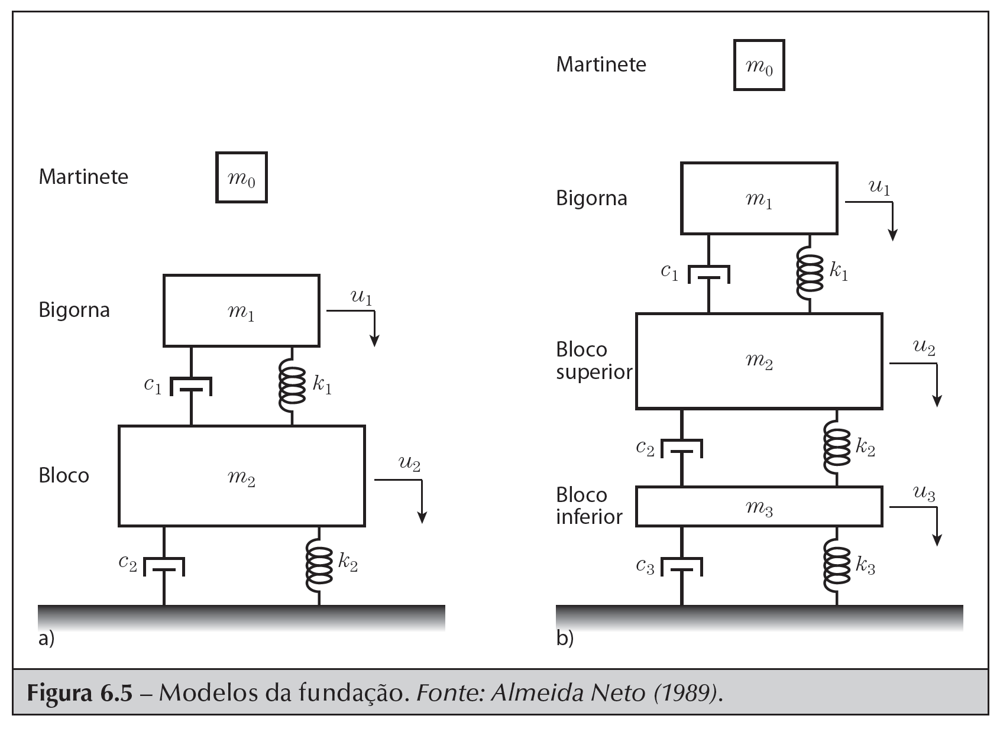 Martinete
m0
Bigorna
m1
u1
c1
k1
Bloco
m2
u2
c2
k2
a)
Martinete
m0
Bigorna
m1
u1
c1
k1
Bloco
superior
m2
u2
c2
k2
Bloco
inferior
m3
u3
c3
k3
b)
Figura 6.5 – Modelos da fundação. Fonte: Almeida Neto (1989).